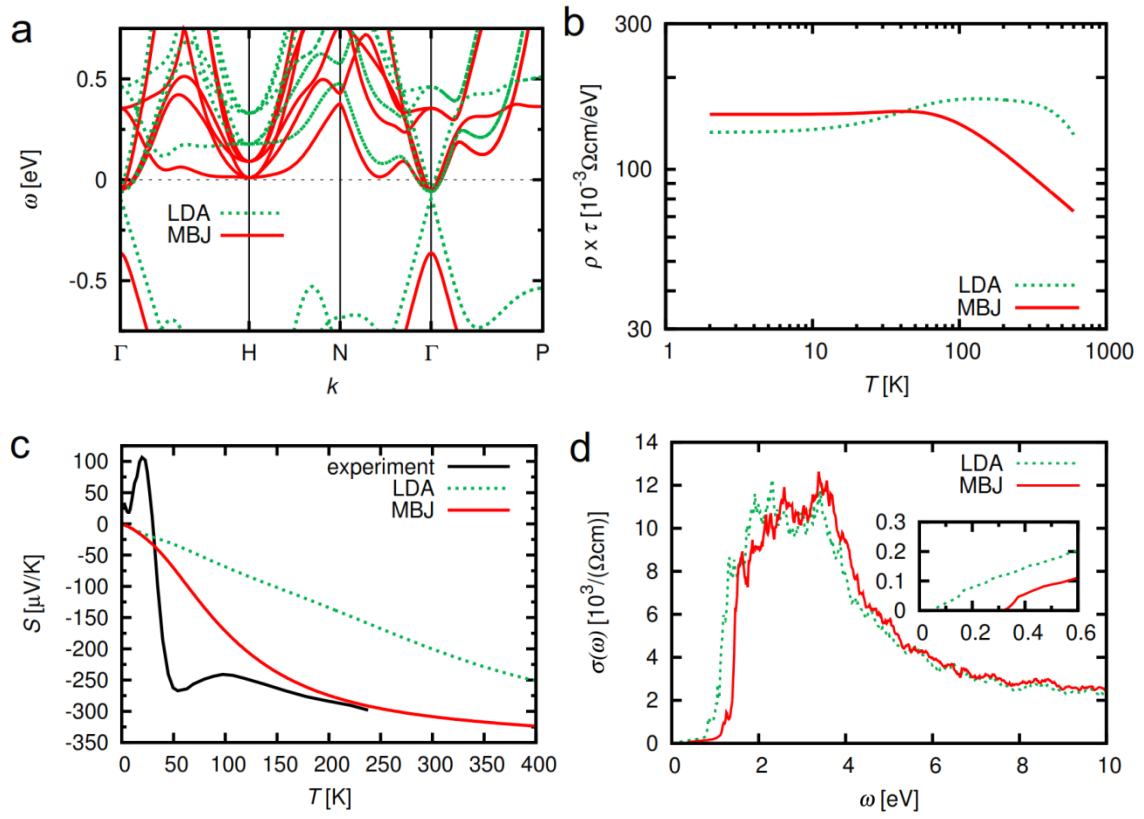 a
0.5
0
-0.5
ω [eV]
LDA
MBJ
Γ H N Γ P
k
b
300
100
30
ρ x τ [10⁻³Ωcm/eV]
LDA
MBJ
1 10 100 1000
T [K]
c
100
50
0
-50
-100
-150
-200
-250
-300
-350
S [μV/K]
experiment
LDA
MBJ
0 50 100 150 200 250 300 350 400
T [K]
d
14
12
10
8
6
4
2
0
σ(ω) [10³/(Ωcm)]
LDA
MBJ
0.3
0.2
0.1
0
0 0.2 0.4 0.6
0 2 4 6 8 10
ω [eV]